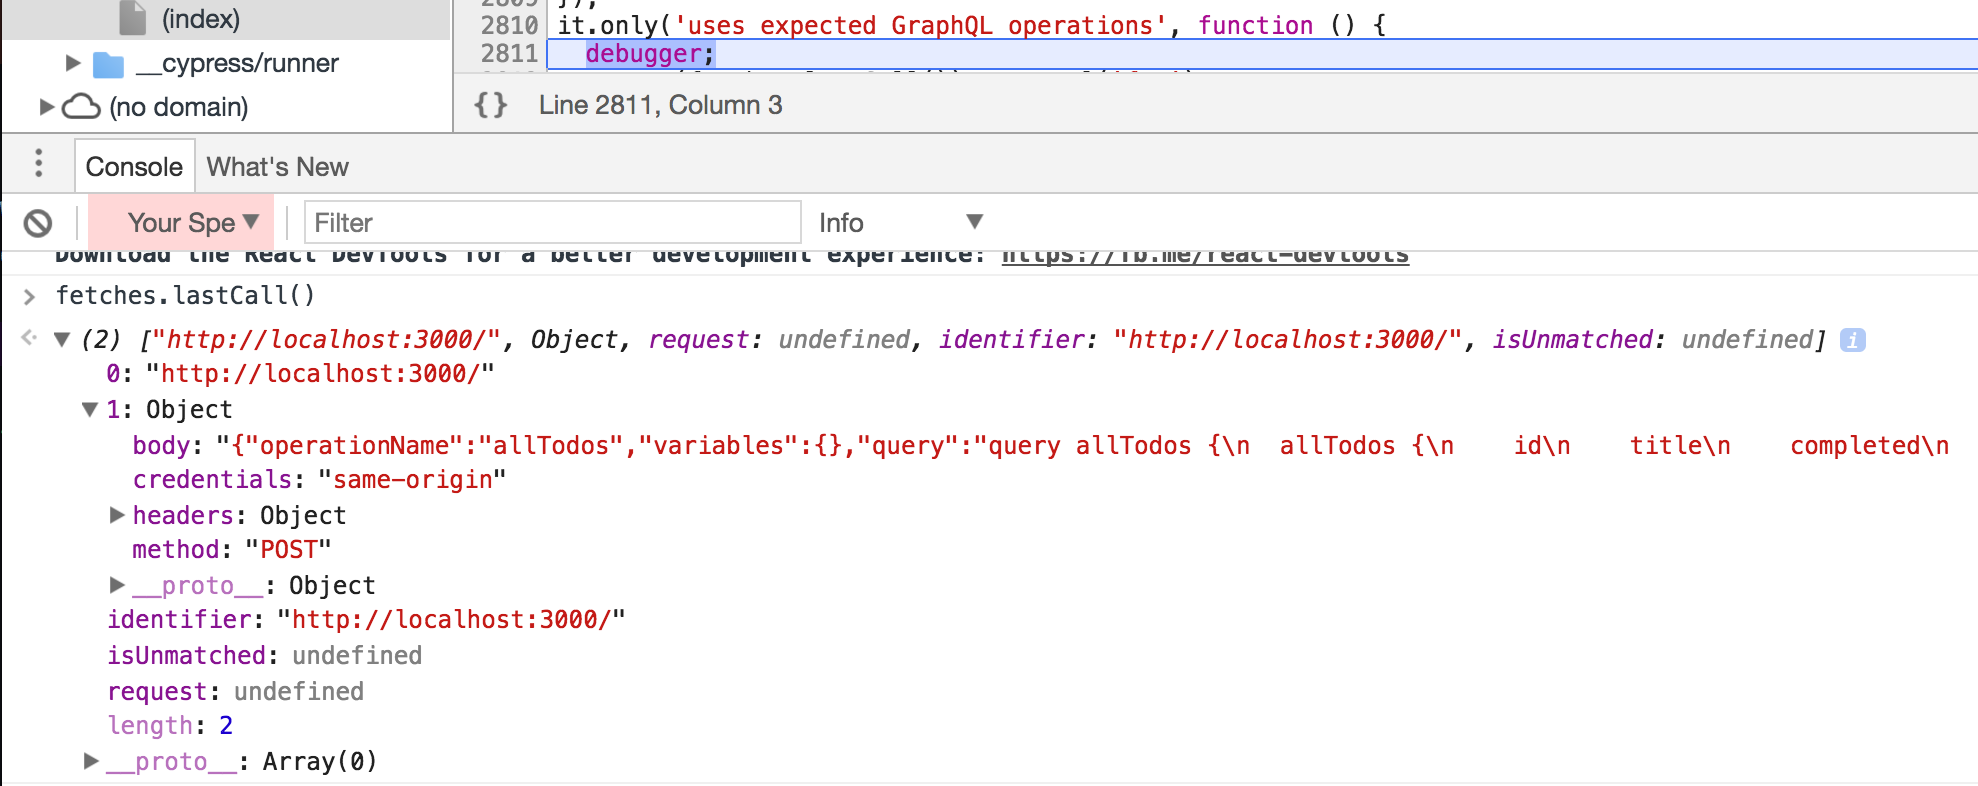 (index)
__cypress/runner
(no domain)
2809 });
2810 it.only('uses expected GraphQL operations', function () {
2811 debugger;
{} Line 2811, Column 3
Console What's New
Your Spe ▼ Filter Info ▼
Download the React DevTools for a better development experience: https://fb.me/react-devtools
> fetches.lastCall()
▼ (2) ["http://localhost:3000/", Object, request: undefined, identifier: "http://localhost:3000/", isUnmatched: undefined] i
0: "http://localhost:3000/"
▼ 1: Object
body: "{"operationName":"allTodos","variables":{},"query":"query allTodos {\n  allTodos {\n    id\n    title\n    completed\n
credentials: "same-origin"
▶ headers: Object
method: "POST"
▶ __proto__: Object
identifier: "http://localhost:3000/"
isUnmatched: undefined
request: undefined
length: 2
▶ __proto__: Array(0)